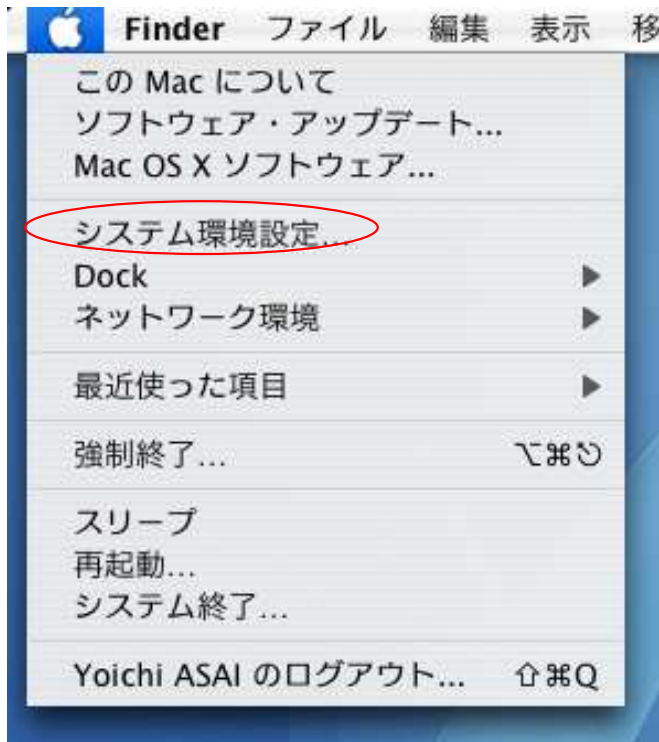 Finder ファイル 編集 表示 移
この Mac について
ソフトウェア・アップデート...
Mac OS X ソフトウェア...
システム環境設定...
Dock ▶
ネットワーク環境 ▶
最近使った項目 ▶
強制終了... ⌥⌘⎋
スリープ
再起動...
システム終了...
Yoichi ASAI のログアウト... ⇧⌘Q